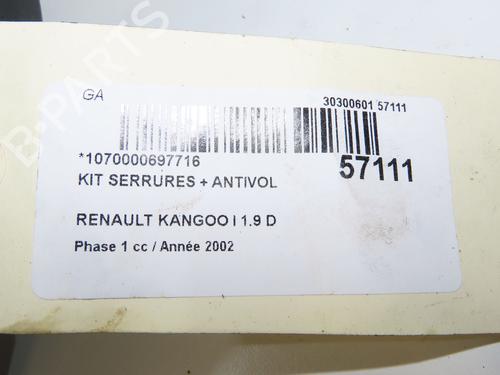 B-PARTS
GA
30300601 57111
*1070000697716
57111
KIT SERRURES + ANTIVOL
RENAULT KANGOO I 1.9 D
Phase 1 cc / Année 2002